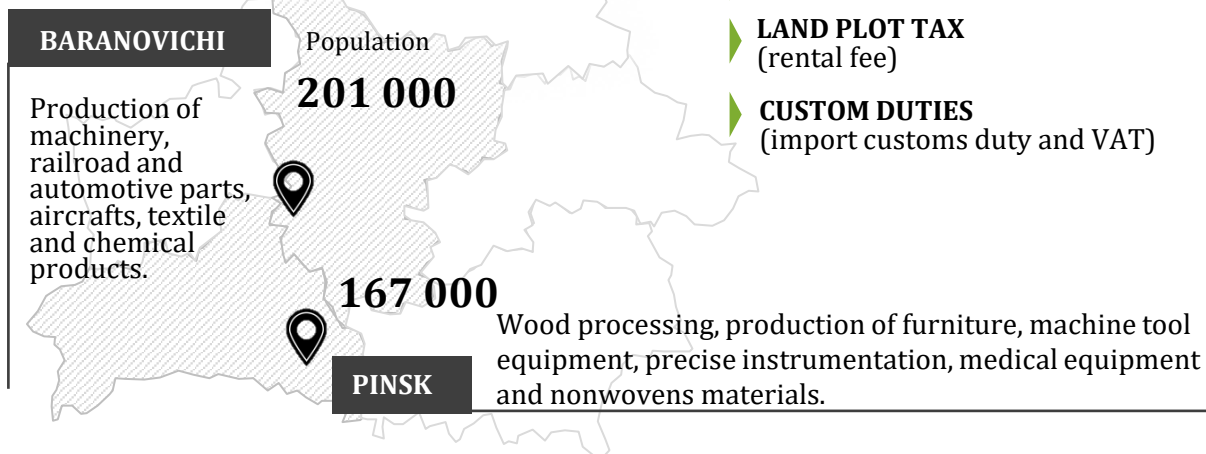 BARANOVICHI
Population
201 000
Production of
machinery,
railroad and
automotive parts,
aircrafts, textile
and chemical
products.
LAND PLOT TAX
(rental fee)
CUSTOM DUTIES
(import customs duty and VAT)
167 000
PINSK
Wood processing, production of furniture, machine tool
equipment, precise instrumentation, medical equipment
and nonwovens materials.